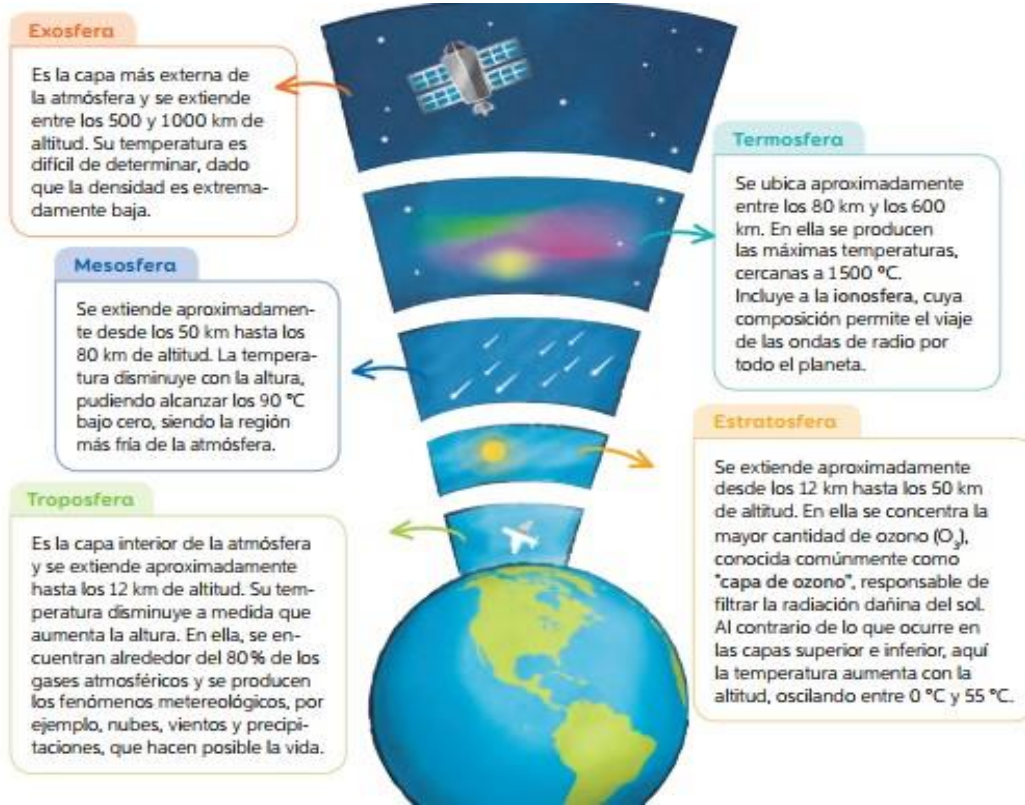 Exosfera
Es la capa más externa de
la atmósfera y se extiende
entre los 500 y 1000 km de
altitud. Su temperatura es
difícil de determinar, dado
que la densidad es extrema-
damente baja.
Termosfera
Se ubica aproximadamente
entre los 80 km y los 600
km. En ella se producen
las máximas temperaturas,
cercanas a 1500 ºC.
Incluye a la ionosfera, cuya
composición permite el viaje
de las ondas de radio por
todo el planeta.
Mesosfera
Se extiende aproximadamen-
te desde los 50 km hasta los
80 km de altitud. La tempera-
tura disminuye con la altura,
pudiendo alcanzar los 90 ºC
bajo cero, siendo la región
más fría de la atmósfera.
Estratosfera
Se extiende aproximadamente
desde los 12 km hasta los 50 km
de altitud. En ella se concentra la
mayor cantidad de ozono (O₃),
conocida comúnmente como
"capa de ozono", responsable de
filtrar la radiación dañina del sol.
Al contrario de lo que ocurre en
las capas superior e inferior, aquí
la temperatura aumenta con la
altitud, oscilando entre 0 ºC y 55 ºC.
Troposfera
Es la capa interior de la atmósfera
y se extiende aproximadamente
hasta los 12 km de altitud. Su tem-
peratura disminuye a medida que
aumenta la altura. En ella, se en-
cuentran alrededor del 80% de los
gases atmosféricos y se producen
los fenómenos metereológicos, por
ejemplo, nubes, vientos y precipi-
taciones, que hacen posible la vida.